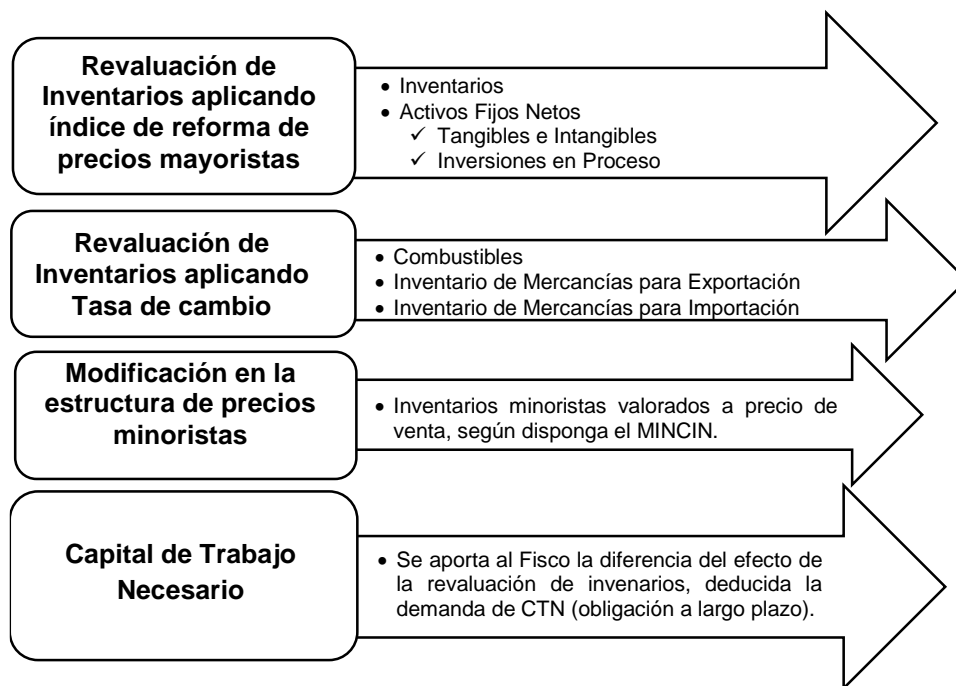 Revaluación de
Inventarios aplicando
índice de reforma de
precios mayoristas
• Inventarios
• Activos Fijos Netos
✓ Tangibles e Intangibles
✓ Inversiones en Proceso
Revaluación de
Inventarios aplicando
Tasa de cambio
• Combustibles
• Inventario de Mercancías para Exportación
• Inventario de Mercancías para Importación
Modificación en la
estructura de precios
minoristas
• Inventarios minoristas valorados a precio de
venta, según disponga el MINCIN.
Capital de Trabajo
Necesario
• Se aporta al Fisco la diferencia del efecto de
la revaluación de invenarios, deducida la
demanda de CTN (obligación a largo plazo).